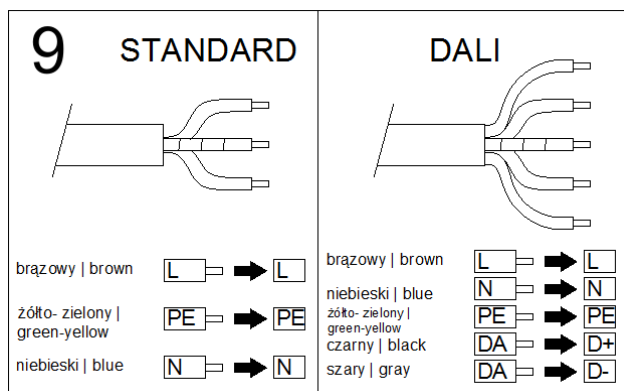 9 STANDARD
brązowy | brown L L
żółto- zielony |
green-yellow PE PE
niebieski | blue N N
DALI
brązowy | brown L L
niebieski | blue N N
żółto- zielony |
green-yellow PE PE
czarny | black DA D+
szary | gray DA D-